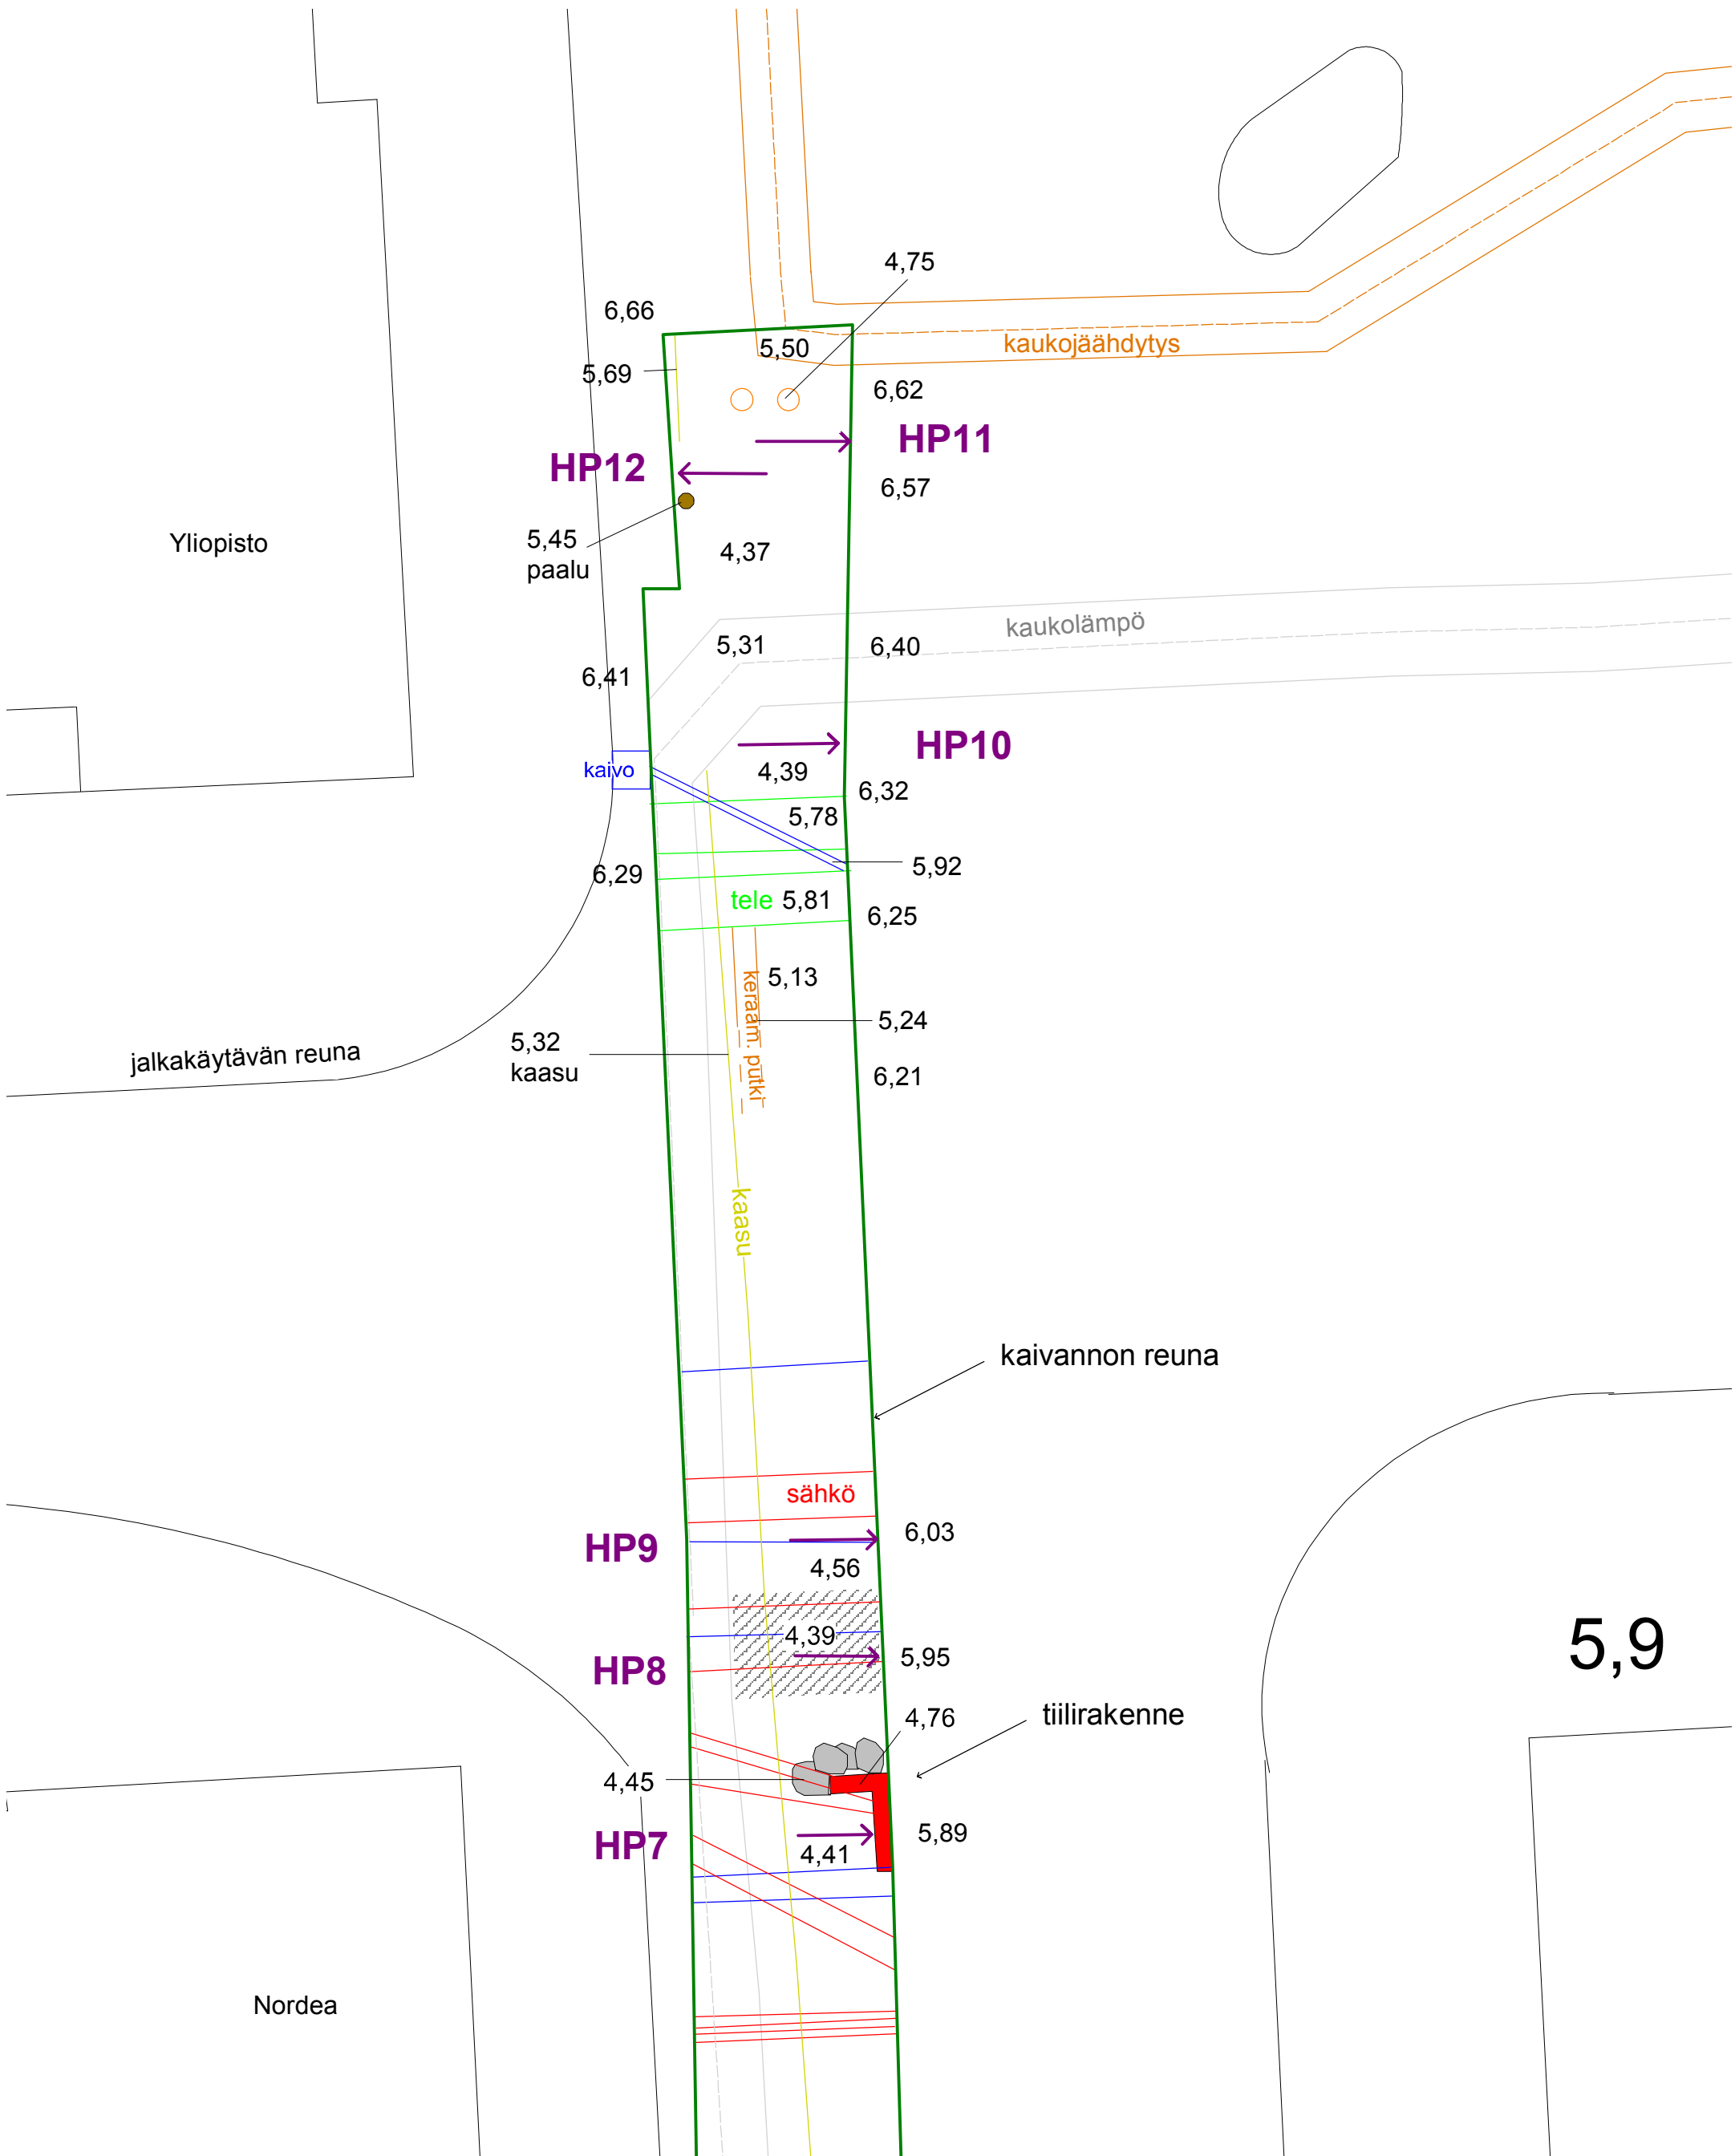 4,75
6,66
5,50
kaukojäähdytys
5,69
6,62
HP11
HP12
6,57
Yliopisto
5,45
paalu
4,37
kaukolämpö
5,31
6,40
6,41
HP10
kaivo
4,39
6,32
5,78
5,92
6,29
tele 5,81
6,25
5,13
keraam. putki
5,24
5,32
kaasu
jalkakäytävän reuna
6,21
kaasu
kaivannon reuna
sähkö
6,03
HP9
4,56
4,39
5,9
5,95
HP8
4,76
tiilirakenne
4,45
5,89
HP7
4,41
Nordea